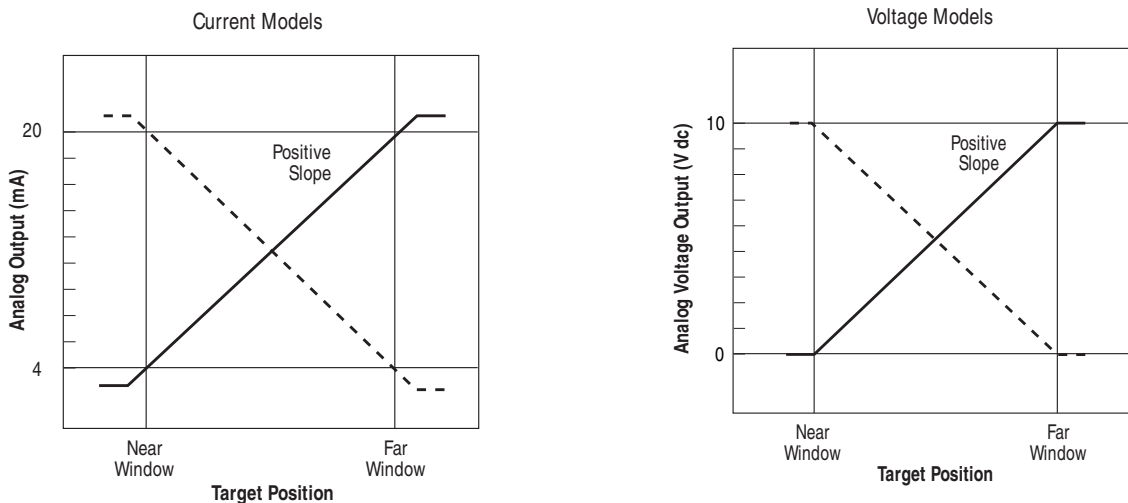 Current Models
Analog Output (mA)
20
4
Positive
Slope
Near
Window
Far
Window
Target Position
Voltage Models
Analog Voltage Output (V dc)
10
0
Positive
Slope
Near
Window
Far
Window
Target Position